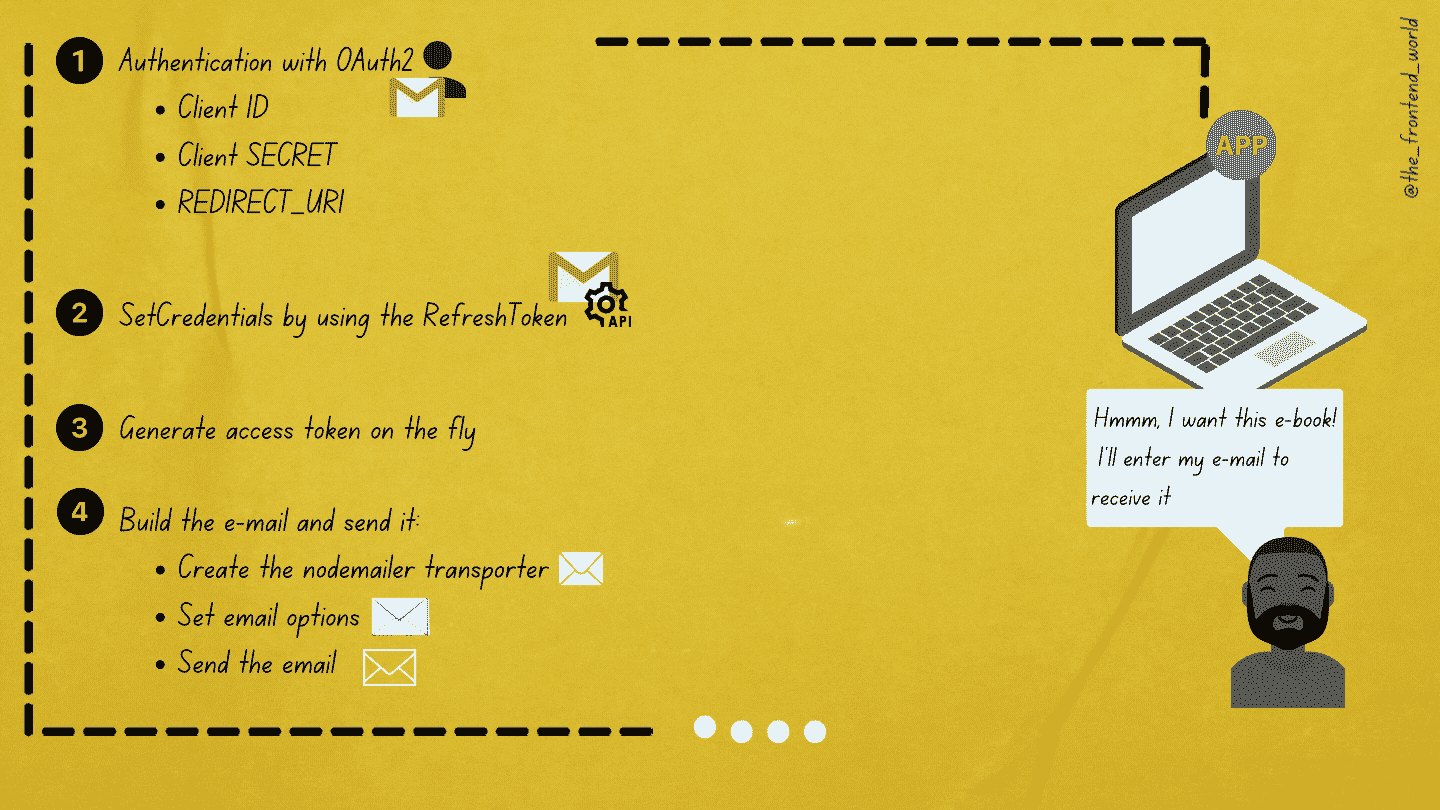 1 Authentication with OAuth2
• Client ID
• Client SECRET
• REDIRECT_URI
2 SetCredentials by using the RefreshToken
API
3 Generate access token on the fly
4 Build the e-mail and send it:
• Create the nodemailer transporter
• Set email options
• Send the email
APP
Hmmm, I want this e-book!
I'll enter my e-mail to
receive it
@the_frontend_world